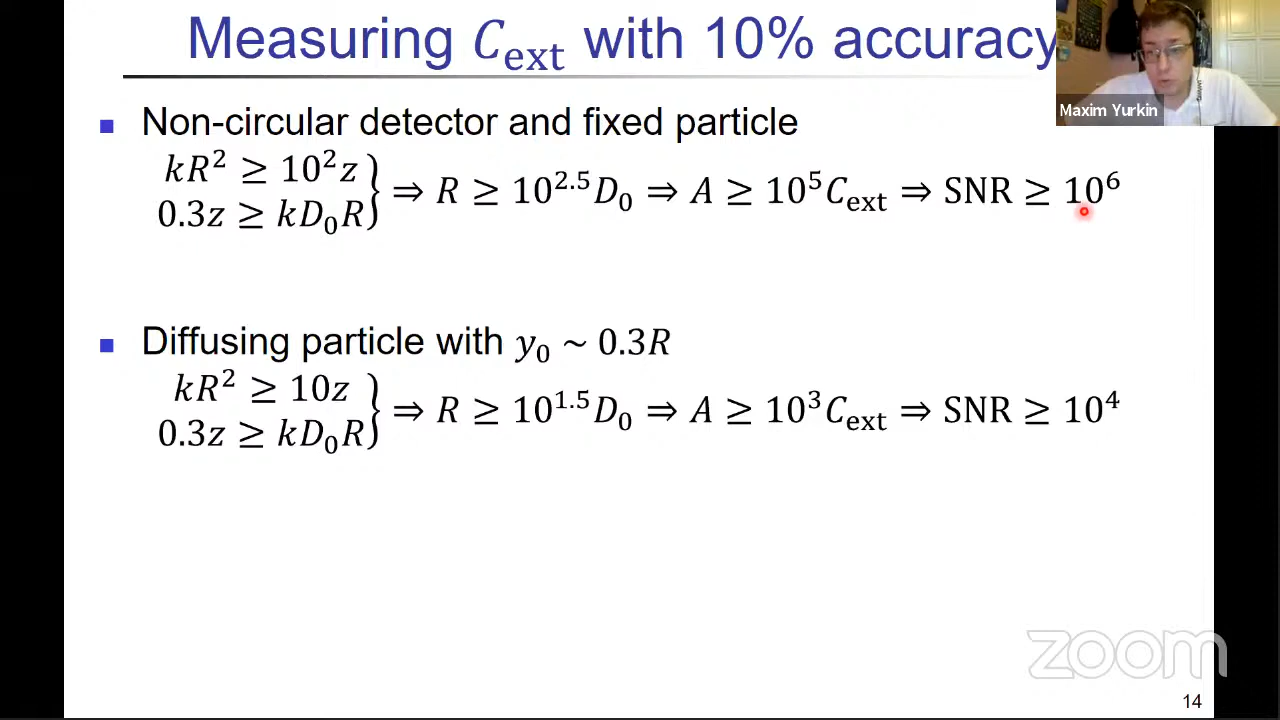 Measuring C_ext with 10% accuracy
Maxim Yurkin
Non-circular detector and fixed particle
kR² ≥ 10²z
0.3z ≥ kD₀R} ⇒ R ≥ 10^2.5 D₀ ⇒ A ≥ 10⁵C_ext ⇒ SNR ≥ 10⁶
Diffusing particle with y₀ ~ 0.3R
kR² ≥ 10z
0.3z ≥ kD₀R} ⇒ R ≥ 10^1.5 D₀ ⇒ A ≥ 10³C_ext ⇒ SNR ≥ 10⁴
zoom
14